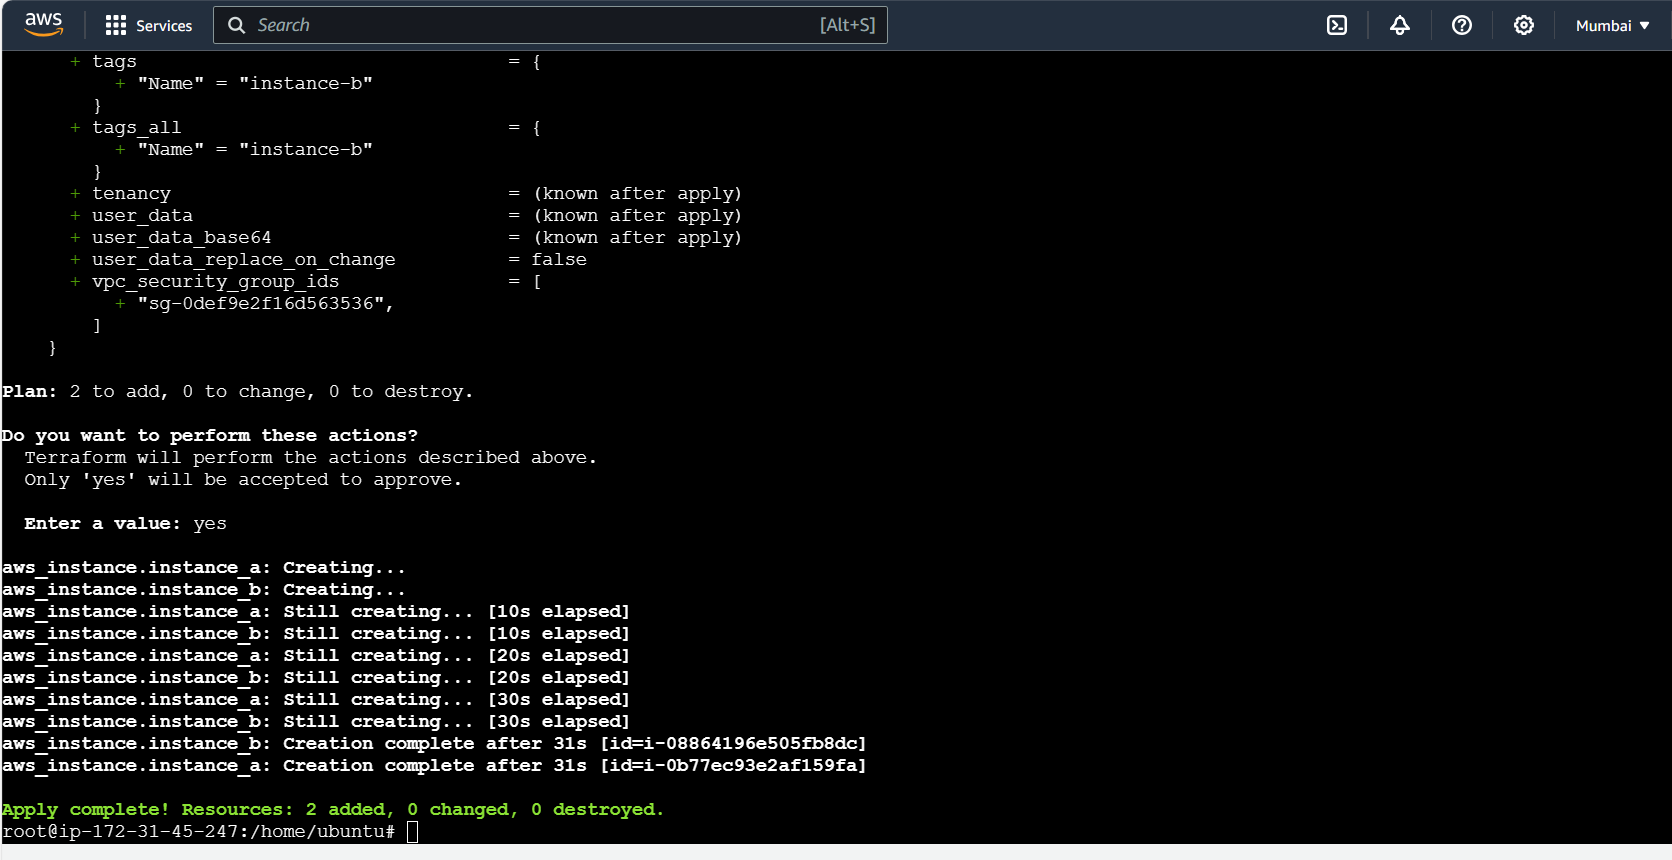 aws Services Search [Alt+S] Mumbai
+ tags = {
+ "Name" = "instance-b"
}
+ tags_all = {
+ "Name" = "instance-b"
}
+ tenancy = (known after apply)
+ user_data = (known after apply)
+ user_data_base64 = (known after apply)
+ user_data_replace_on_change = false
+ vpc_security_group_ids = [
+ "sg-0def9e2f16d563536",
]
}
Plan: 2 to add, 0 to change, 0 to destroy.
Do you want to perform these actions?
Terraform will perform the actions described above.
Only 'yes' will be accepted to approve.
Enter a value: yes
aws_instance.instance_a: Creating...
aws_instance.instance_b: Creating...
aws_instance.instance_a: Still creating... [10s elapsed]
aws_instance.instance_b: Still creating... [10s elapsed]
aws_instance.instance_a: Still creating... [20s elapsed]
aws_instance.instance_b: Still creating... [20s elapsed]
aws_instance.instance_a: Still creating... [30s elapsed]
aws_instance.instance_b: Still creating... [30s elapsed]
aws_instance.instance_b: Creation complete after 31s [id=i-08864196e505fb8dc]
aws_instance.instance_a: Creation complete after 31s [id=i-0b77ec93e2af159fa]
Apply complete! Resources: 2 added, 0 changed, 0 destroyed.
root@ip-172-31-45-247:/home/ubuntu#